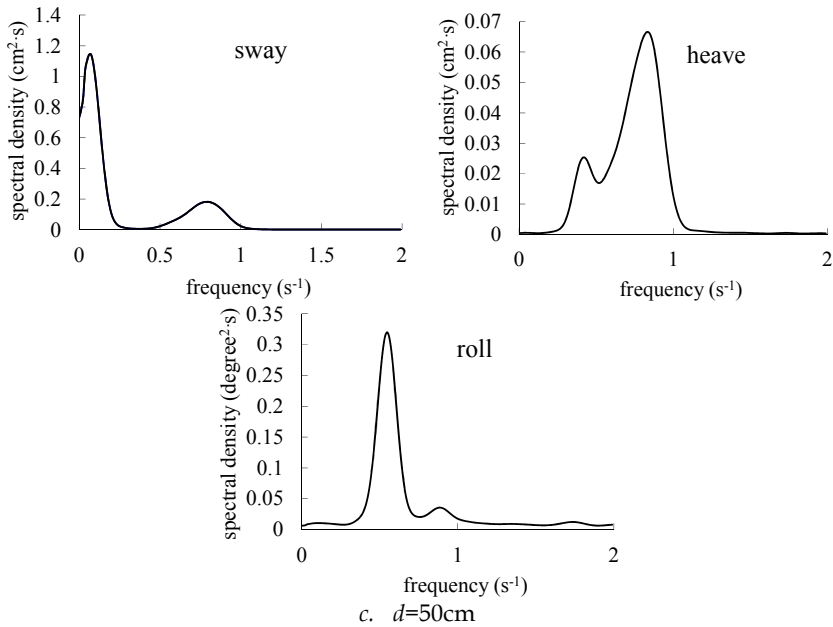 sway
spectral density (cm²·s)
1.4
1.2
1
0.8
0.6
0.4
0.2
0
0 0.5 1 1.5 2
frequency (s⁻¹)
heave
spectral density (cm²·s)
0.07
0.06
0.05
0.04
0.03
0.02
0.01
0
0 1 2
frequency (s⁻¹)
roll
spectral density (degree²·s)
0.35
0.3
0.25
0.2
0.15
0.1
0.05
0
0 1 2
frequency (s⁻¹)
c. d=50cm